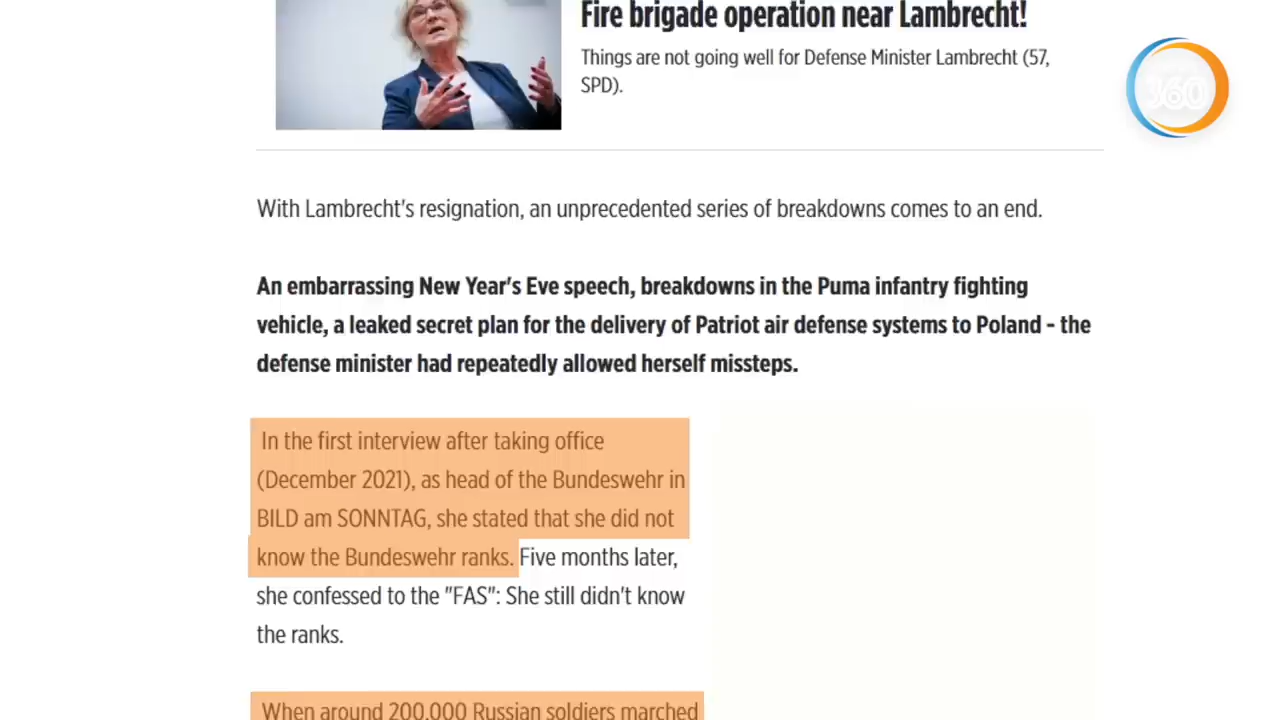 Fire brigade operation near Lambrecht!
Things are not going well for Defense Minister Lambrecht (57,
SPD).
360
With Lambrecht's resignation, an unprecedented series of breakdowns comes to an end.
An embarrassing New Year's Eve speech, breakdowns in the Puma infantry fighting
vehicle, a leaked secret plan for the delivery of Patriot air defense systems to Poland - the
defense minister had repeatedly allowed herself missteps.
In the first interview after taking office
(December 2021), as head of the Bundeswehr in
BILD am SONNTAG, she stated that she did not
know the Bundeswehr ranks. Five months later,
she confessed to the "FAS": She still didn't know
the ranks.
When around 200,000 Russian soldiers marched